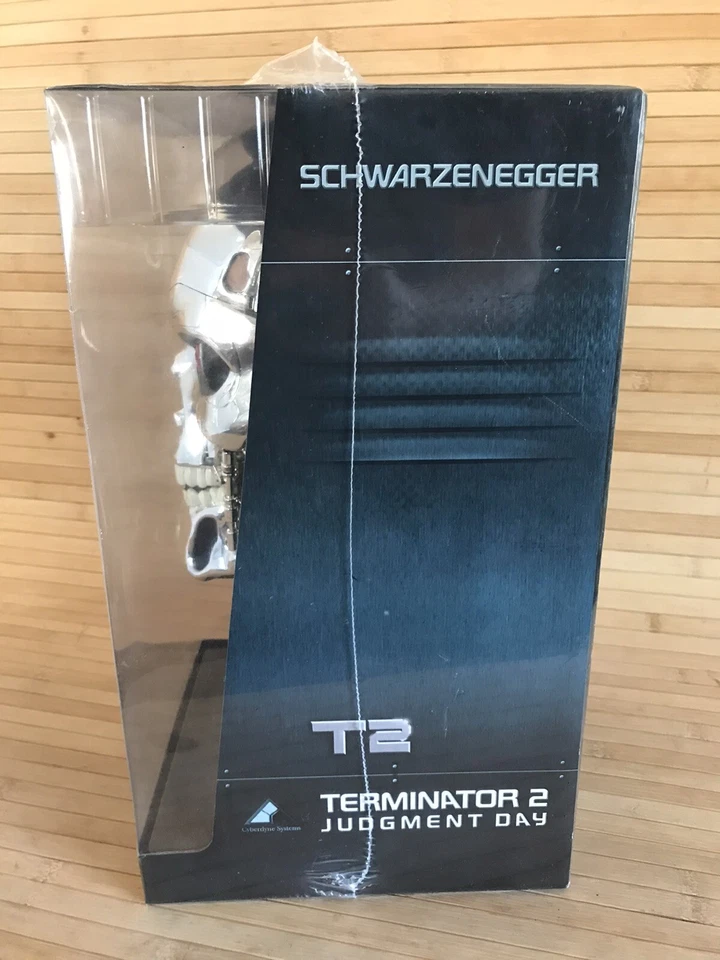 SCHWARZENEGGER
T2
TERMINATOR 2
JUDGMENT DAY
Cyberdyne Systems